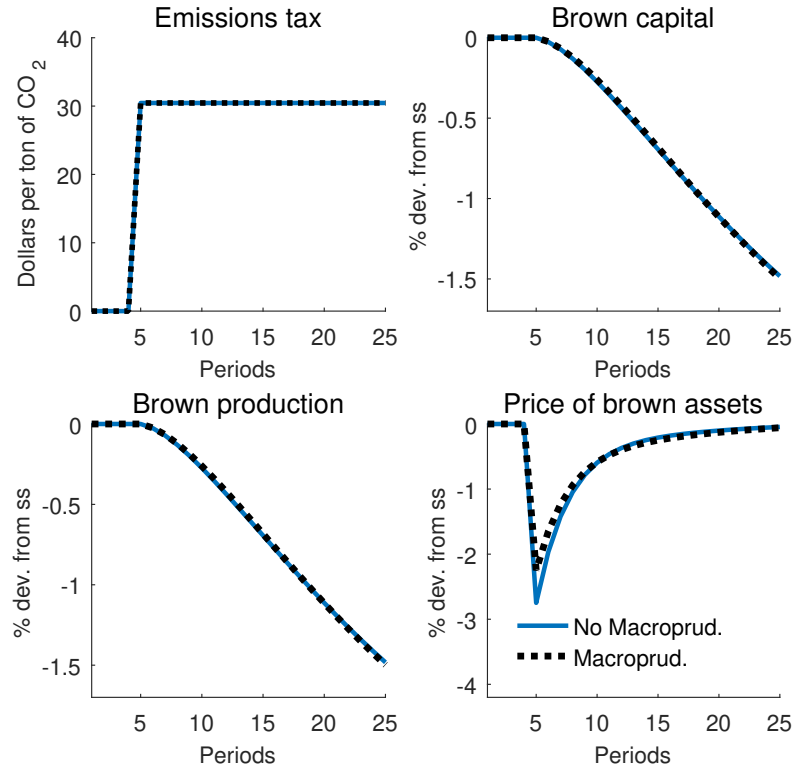 Emissions tax
Dollars per ton of CO2
40
30
20
10
0
5 10 15 20 25
Periods
Brown capital
% dev. from ss
0
-0.5
-1
-1.5
5 10 15 20 25
Periods
Brown production
% dev. from ss
0
-0.5
-1
-1.5
5 10 15 20 25
Periods
Price of brown assets
% dev. from ss
0
-1
-2
-3
-4
No Macroprud.
Macroprud.
5 10 15 20 25
Periods